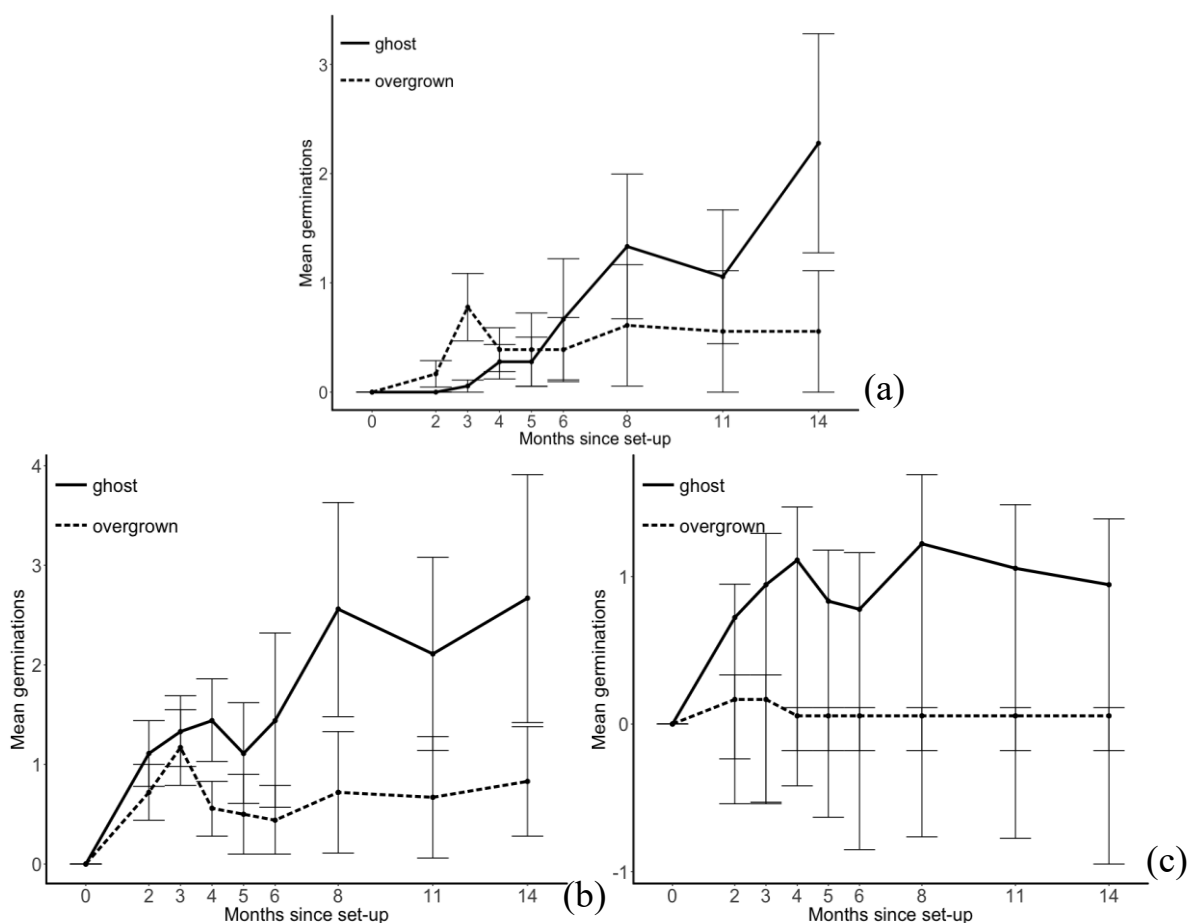 ghost
overgrown
Mean germinations
3
2
1
0
0 2 3 4 5 6 8 11 14
Months since set-up
(a)
ghost
overgrown
Mean germinations
4
3
2
1
0
0 2 3 4 5 6 8 11 14
Months since set-up
(b)
ghost
overgrown
Mean germinations
1
0
-1
0 2 3 4 5 6 8 11 14
Months since set-up
(c)